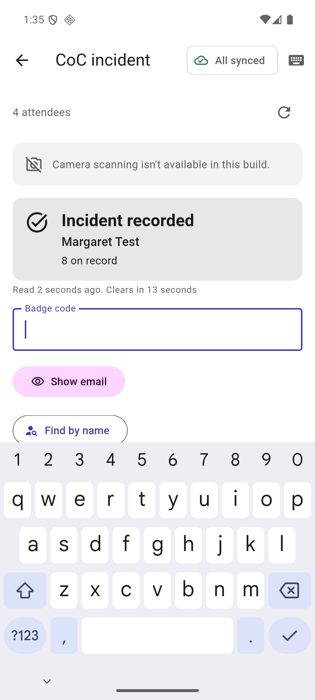 1:35
CoC incident
All synced
4 attendees
Camera scanning isn't available in this build.
Incident recorded
Margaret Test
8 on record
Read 2 seconds ago. Clears in 13 seconds
Badge code
Show email
Find by name
1 2 3 4 5 6 7 8 9 0
q w e r t y u i o p
a s d f g h j k l
z x c v b n m
?123 , .